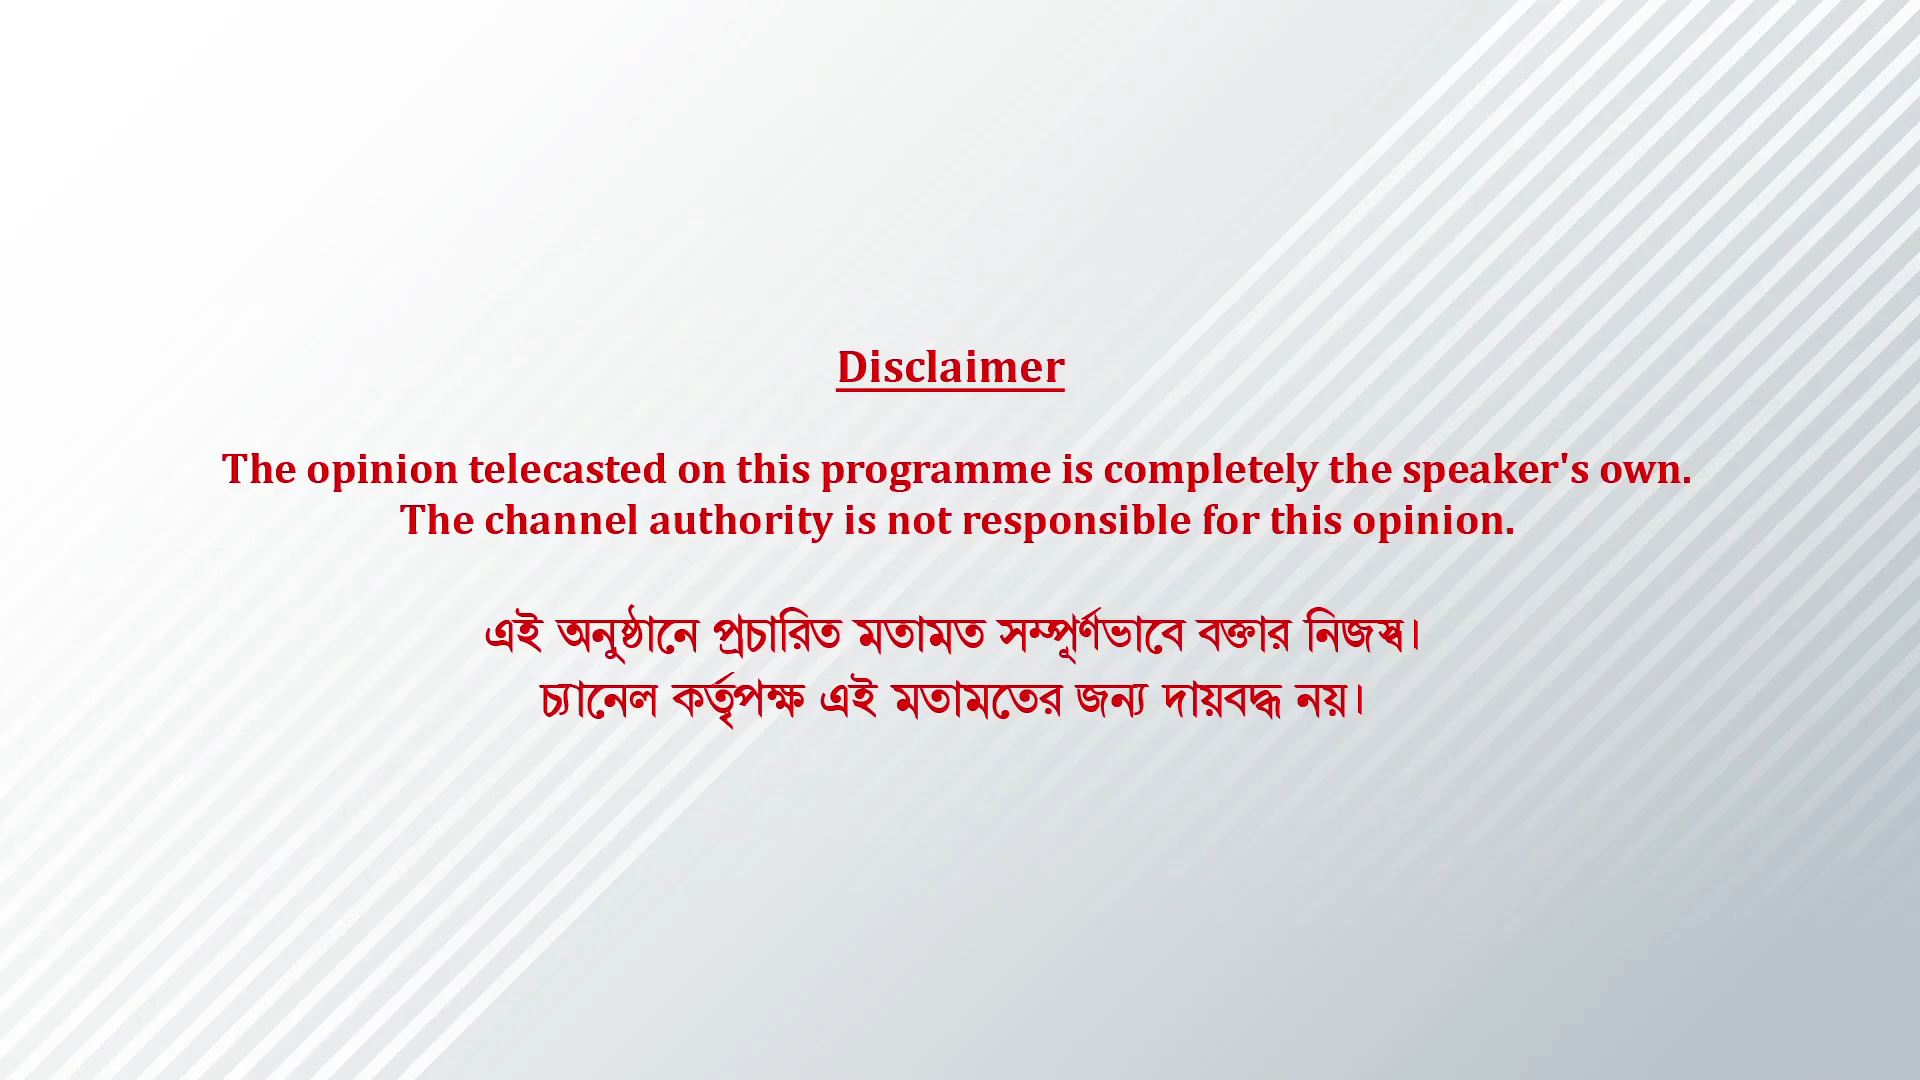 Disclaimer
The opinion telecasted on this programme is completely the speaker's own.
The channel authority is not responsible for this opinion.
এই অনুষ্ঠানে প্রচারিত মতামত সম্পূর্ণভাবে বক্তার নিজস্ব।
চ্যানেল কর্তৃপক্ষ এই মতামতের জন্য দায়বদ্ধ নয়।